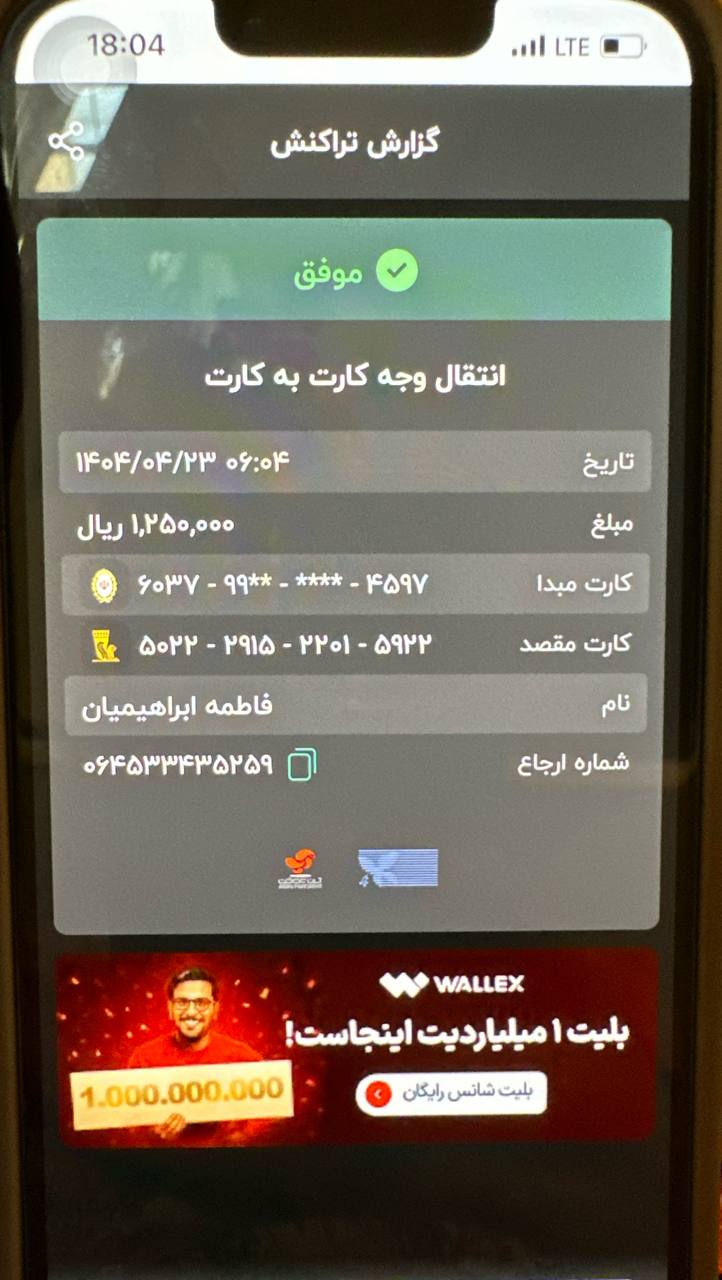 18:04 LTE
گزارش تراکنش
موفق
انتقال وجه کارت به کارت
تاریخ ۱۴۰۴/۰۴/۲۳ ۰۶:۰۴
مبلغ ۱,۲۵۰,۰۰۰ ریال
کارت مبدا ۶۰۳۷ - ۹۹** - **** - ۴۵۹۷
کارت مقصد ۵۰۲۲ - ۲۹۱۵ - ۲۲۰۱ - ۵۹۲۲
نام فاطمه ابراهیمیان
شماره ارجاع ۰۶۴۵۳۳۴۳۵۲۵۹
WALLEX
بلیت ۱ میلیاردیت اینجاست!
بلیت شانس رایگان
1.000.000.000